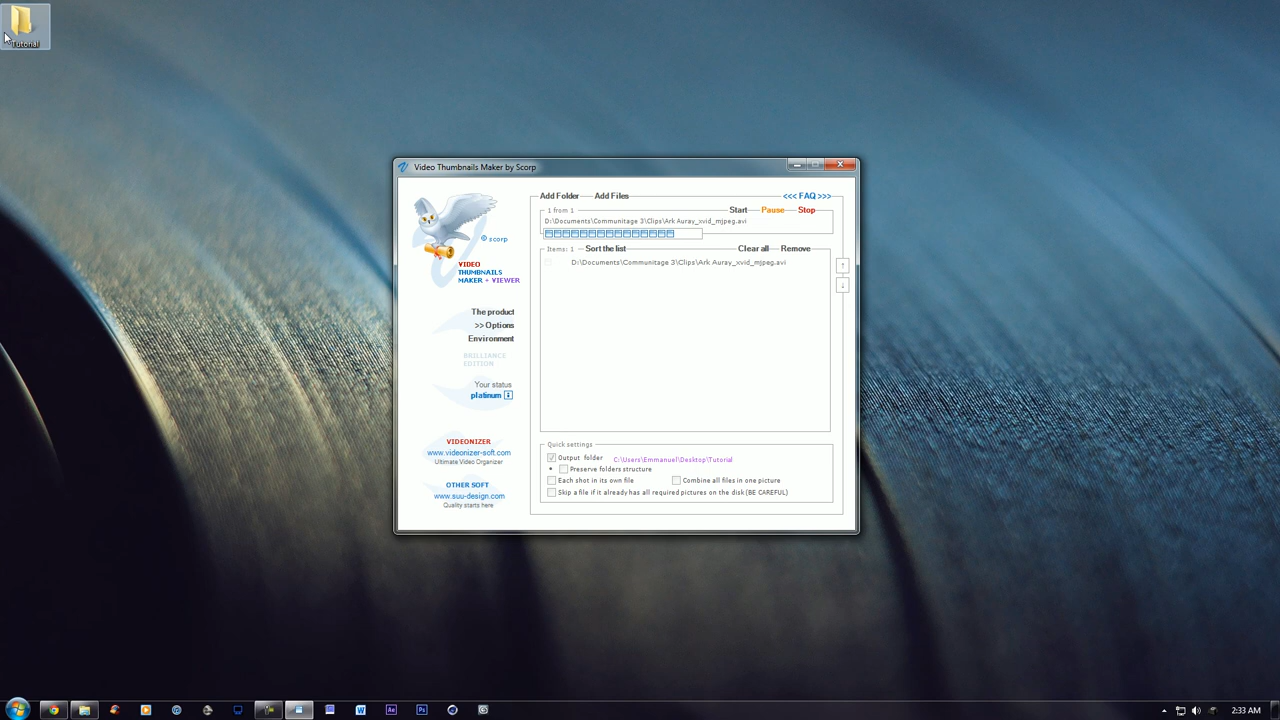 Tutorial
Video Thumbnails Maker by Scorp
Add Folder
Add Files
<<< FAQ >>>
1 from 1
Start
Pause
Stop
D:\Documents\Communitage 3\Clips\Ark Auray_xvid_mjpeg.avi
Items: 1
Sort the list
Clear all
Remove
D:\Documents\Communitage 3\Clips\Ark Auray_xvid_mjpeg.avi
scorp
VIDEO
THUMBNAILS
MAKER + VIEWER
The product
>> Options
Environment
BRILLIANCE
EDITION
Your status
platinum
VIDEONIZER
www.videonizer-soft.com
Ultimate Video Organizer
OTHER SOFT
www.suu-design.com
Quality starts here
Quick settings
Output folder
C:\Users\Emmanuel\Desktop\Tutorial
Preserve folders structure
Each shot in its own file
Combine all files in one picture
Skip a file if it already has all required pictures on the disk (BE CAREFUL)
W
Ae
Ps
2:33 AM